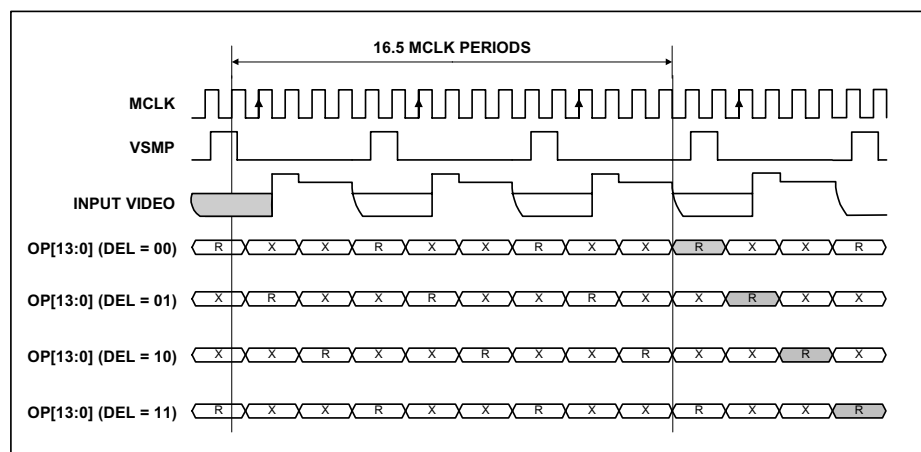 16.5 MCLK PERIODS
MCLK
VSMP
INPUT VIDEO
OP[13:0] (DEL = 00) R X X R X X R X X R X X R
OP[13:0] (DEL = 01) X R X X R X X R X X R X X
OP[13:0] (DEL = 10) X X R X X R X X R X X R X
OP[13:0] (DEL = 11) R X X R X X R X X R X X R